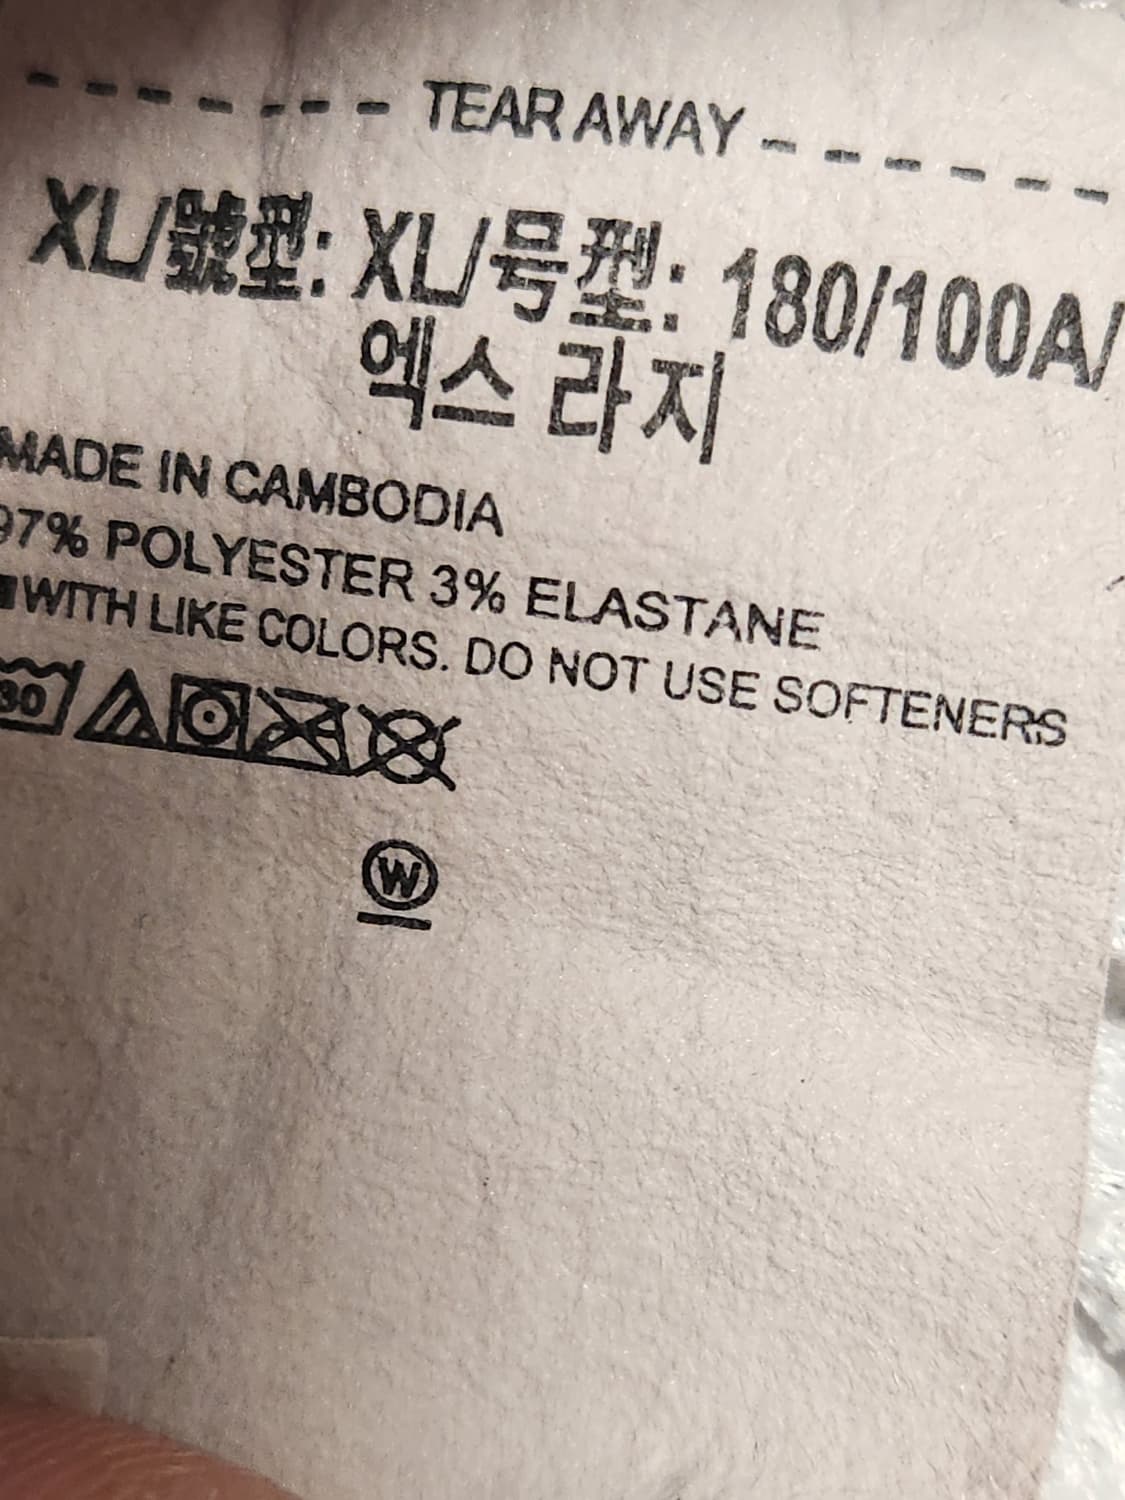 TEAR AWAY
XL/號型: XL/号型: 180/100A/
엑스 라지
MADE IN CAMBODIA
97% POLYESTER 3% ELASTANE
WITH LIKE COLORS. DO NOT USE SOFTENERS
30
W